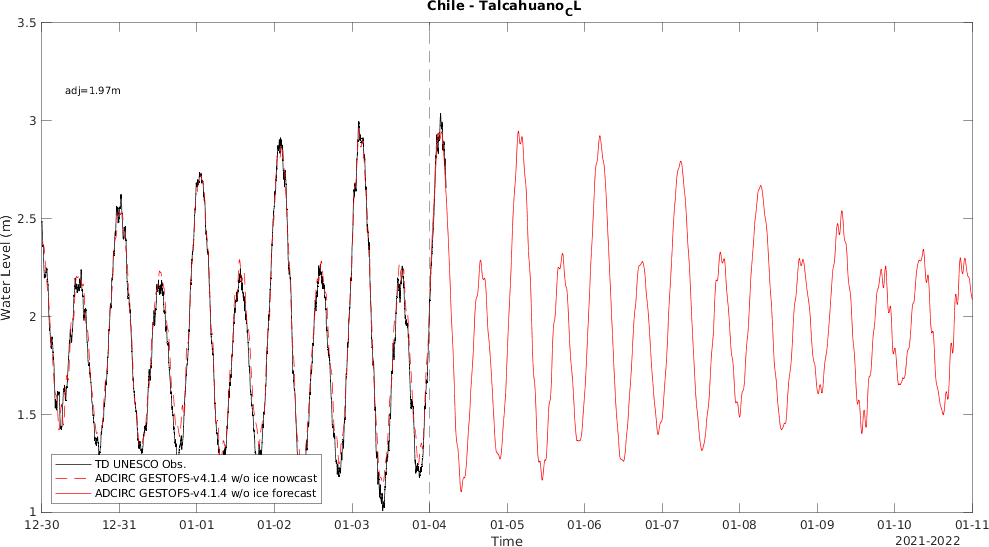 Chile - Talcahuano_CL
adj=1.97m
Water Level (m)
3.5
3
2.5
2
1.5
1
TD UNESCO Obs.
ADCIRC GESTOFS-v4.1.4 w/o ice nowcast
ADCIRC GESTOFS-v4.1.4 w/o ice forecast
12-30 12-31 01-01 01-02 01-03 01-04 01-05 01-06 01-07 01-08 01-09 01-10 01-11
Time
2021-2022